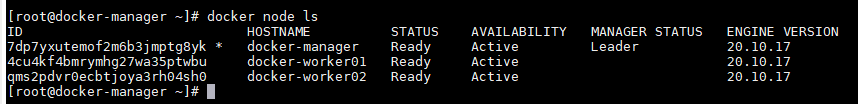 [root@docker-manager ~]# docker node ls
ID                            HOSTNAME          STATUS    AVAILABILITY   MANAGER STATUS   ENGINE VERSION
7dp7yxutemof2m6b3jmptg8yk *   docker-manager    Ready     Active         Leader           20.10.17
4cu4kf4bmrymhg27wa35ptwbu     docker-worker01   Ready     Active                          20.10.17
qms2pdvr0ecbtjoya3rh04sh0     docker-worker02   Ready     Active                          20.10.17
[root@docker-manager ~]#